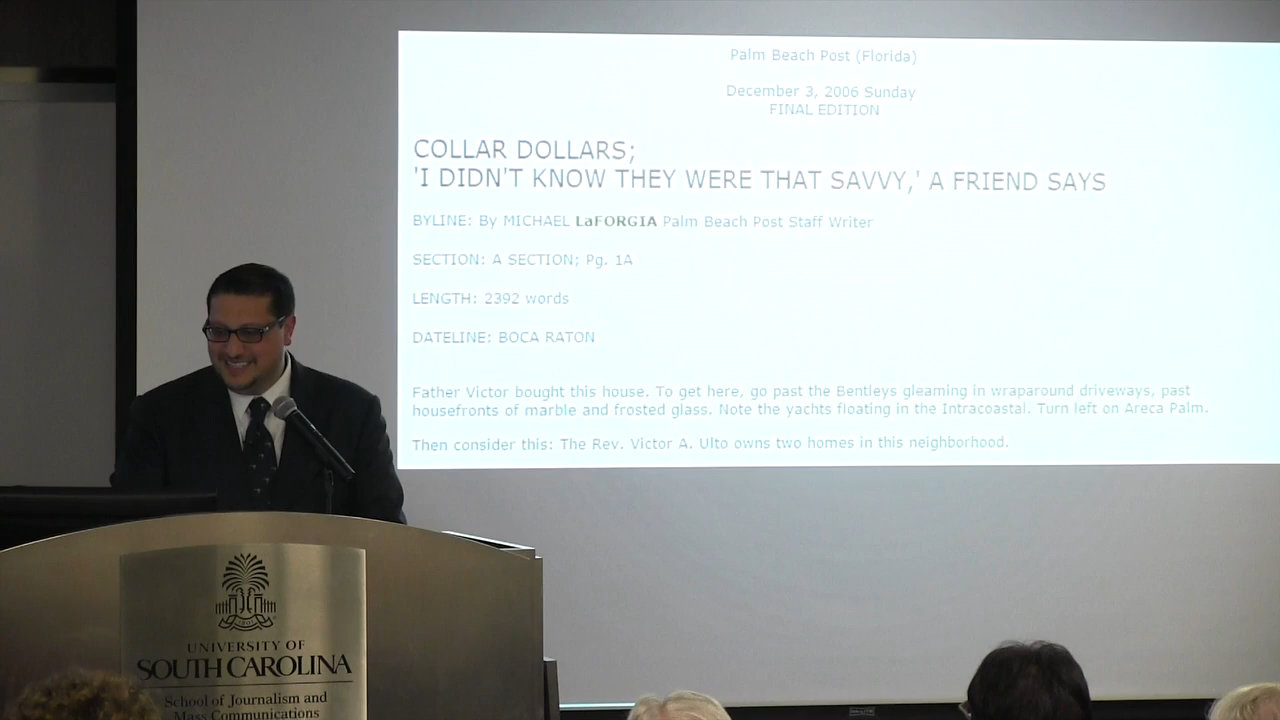 Palm Beach Post (Florida)
December 3, 2006 Sunday
FINAL EDITION
COLLAR DOLLARS;
'I DIDN'T KNOW THEY WERE THAT SAVVY,' A FRIEND SAYS
BYLINE: By MICHAEL LaFORGIA Palm Beach Post Staff Writer
SECTION: A SECTION; Pg. 1A
LENGTH: 2392 words
DATELINE: BOCA RATON
Father Victor bought this house. To get here, go past the Bentleys gleaming in wraparound driveways, past
housefronts of marble and frosted glass. Note the yachts floating in the Intracoastal. Turn left on Areca Palm.
Then consider this: The Rev. Victor A. Ulto owns two homes in this neighborhood.
UNIVERSITY OF
SOUTH CAROLINA
School of Journalism and
Mass Communications